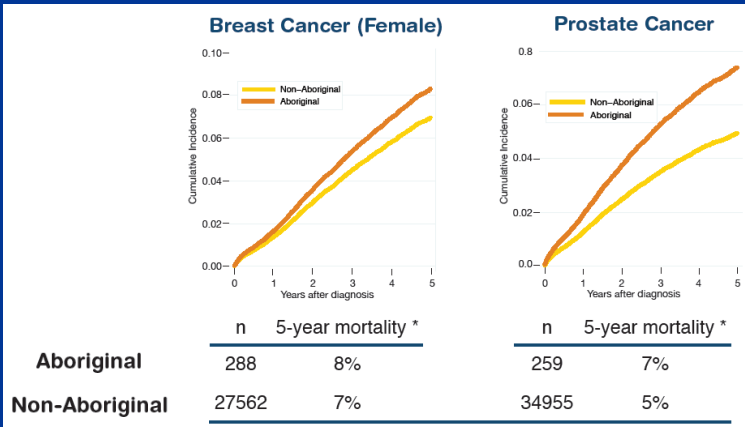 Breast Cancer (Female)
Prostate Cancer
0.10
0.08
0.06
0.04
0.02
0.00
Cumulative Incidence
Non–Aboriginal
Aboriginal
0 1 2 3 4 5
Years after diagnosis
0.8
0.06
0.04
0.02
0.0
Cumulative Incidence
Non–Aboriginal
Aboriginal
0 1 2 3 4 5
Years after diagnosis
n 5-year mortality * n 5-year mortality *
Aboriginal 288 8% 259 7%
Non-Aboriginal 27562 7% 34955 5%